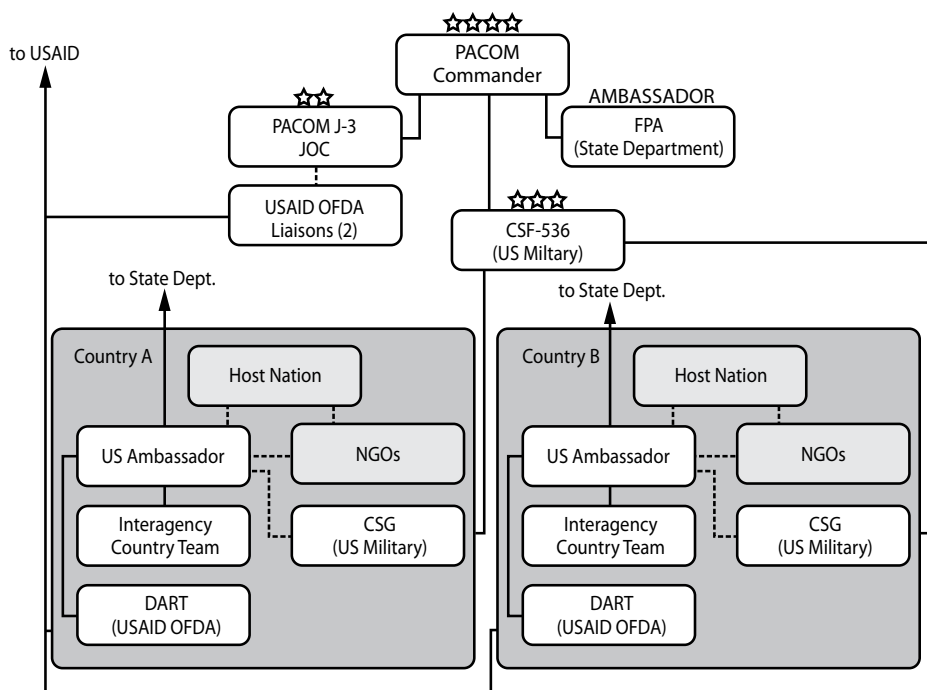 to USAID
PACOM
Commander
AMBASSADOR
PACOM J-3
JOC
FPA
(State Department)
USAID OFDA
Liaisons (2)
CSF-536
(US Miltary)
to State Dept.
to State Dept.
Country A
Host Nation
US Ambassador
NGOs
Interagency
Country Team
CSG
(US Military)
DART
(USAID OFDA)
Country B
Host Nation
US Ambassador
NGOs
Interagency
Country Team
CSG
(US Military)
DART
(USAID OFDA)